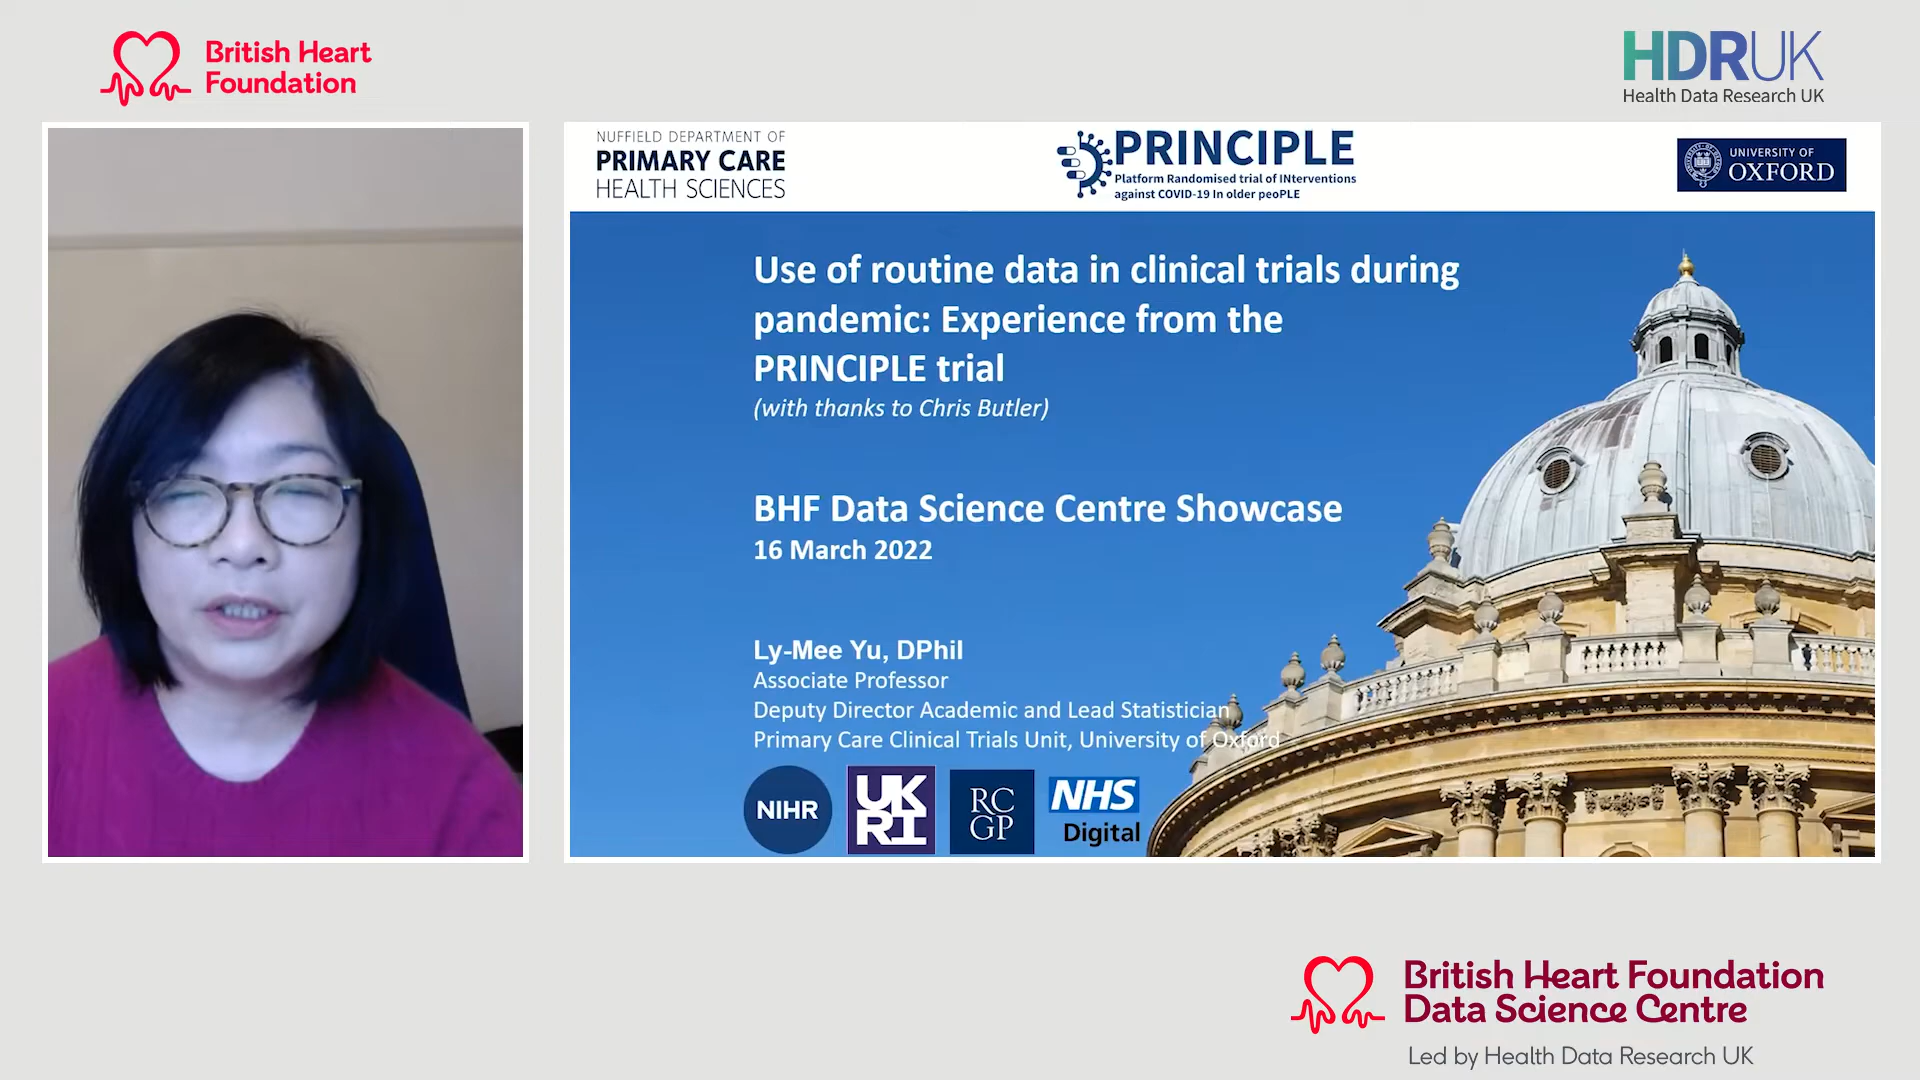 British Heart
Foundation
HDRUK
Health Data Research UK
NUFFIELD DEPARTMENT OF
PRIMARY CARE
HEALTH SCIENCES
PRINCIPLE
Platform Randomised trial of INterventions
against COVID-19 In older peoPLE
UNIVERSITY OF
OXFORD
Use of routine data in clinical trials during
pandemic: Experience from the
PRINCIPLE trial
(with thanks to Chris Butler)
BHF Data Science Centre Showcase
16 March 2022
Ly-Mee Yu, DPhil
Associate Professor
Deputy Director Academic and Lead Statistician
Primary Care Clinical Trials Unit, University of Oxford
NIHR
UK
RI
RC
GP
NHS
Digital
British Heart Foundation
Data Science Centre
Led by Health Data Research UK